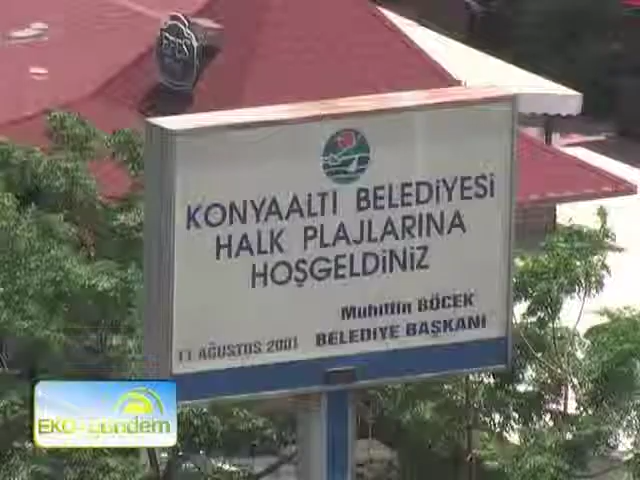 EFES
KONYAALTI BELEDİYESİ
HALK PLAJLARINA
HOŞGELDİNİZ
Muhittin BÖCEK
11 AĞUSTOS 2001 BELEDİYE BAŞKANI
EKO-gündem